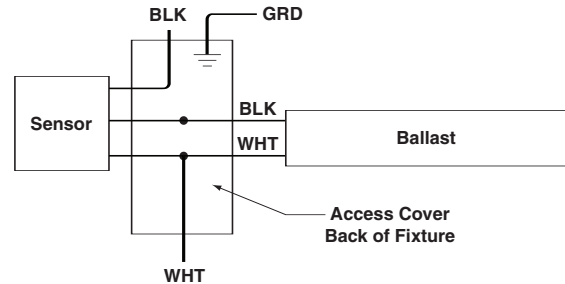 BLK
GRD
Sensor
BLK
WHT
Ballast
Access Cover
Back of Fixture
WHT